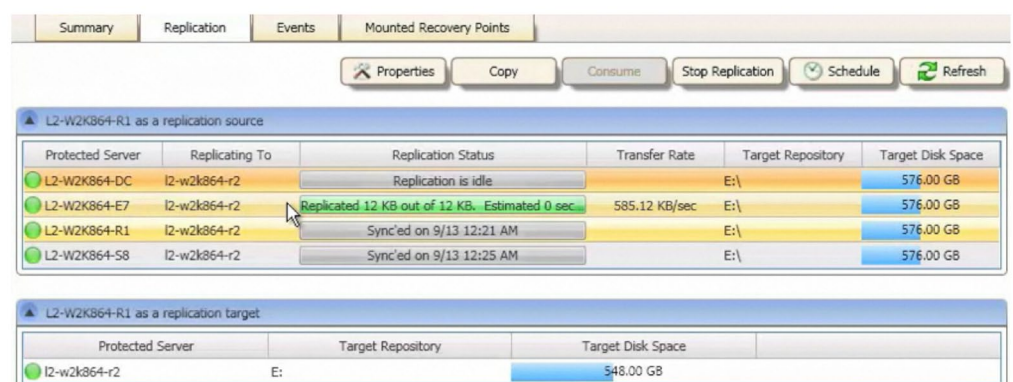 Summary Replication Events Mounted Recovery Points
Properties Copy Consume Stop Replication Schedule Refresh
L2-W2K864-R1 as a replication source
Protected Server Replicating To Replication Status Transfer Rate Target Repository Target Disk Space
L2-W2K864-DC l2-w2k864-r2 Replication is idle E:\ 576.00 GB
L2-W2K864-E7 l2-w2k864-r2 Replicated 12 KB out of 12 KB. Estimated 0 sec... 585.12 KB/sec E:\ 576.00 GB
L2-W2K864-R1 l2-w2k864-r2 Sync'ed on 9/13 12:21 AM E:\ 576.00 GB
L2-W2K864-S8 l2-w2k864-r2 Sync'ed on 9/13 12:25 AM E:\ 576.00 GB
L2-W2K864-R1 as a replication target
Protected Server Target Repository Target Disk Space
l2-w2k864-r2 E: 548.00 GB